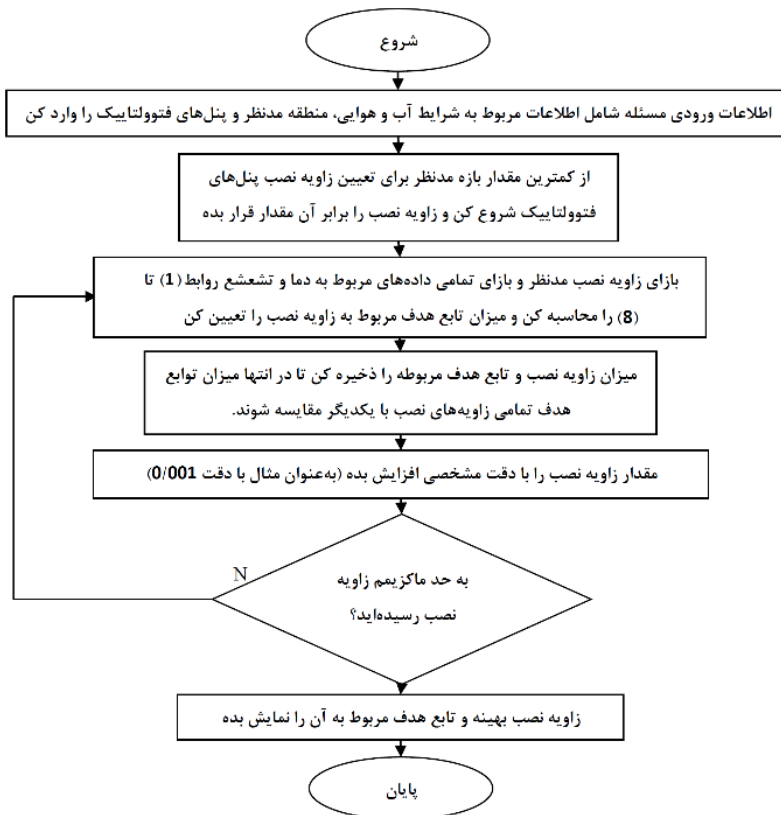 شروع
اطلاعات ورودی مسئله شامل اطلاعات مربوط به شرایط آب و هوایی، منطقه مدنظر و پنل‌های فتوولتاییک را وارد کن
از کمترین مقدار بازه مدنظر برای تعیین زاویه نصب پنل‌های
فتوولتاییک شروع کن و زاویه نصب را برابر آن مقدار قرار بده
بازای زاویه نصب مدنظر و بازای تمامی داده‌های مربوط به دما و تشعشع روابط (1) تا
(8) را محاسبه کن و میزان تابع هدف مربوط به زاویه نصب را تعیین کن
میزان زاویه نصب و تابع هدف مربوطه را ذخیره کن تا در انتها میزان توابع
هدف تمامی زاویه‌های نصب با یکدیگر مقایسه شوند.
مقدار زاویه نصب را با دقت مشخصی افزایش بده (به‌عنوان مثال با دقت 0/001)
N
به حد ماکزیمم زاویه
نصب رسیده‌اید؟
زاویه نصب بهینه و تابع هدف مربوط به آن را نمایش بده
پایان